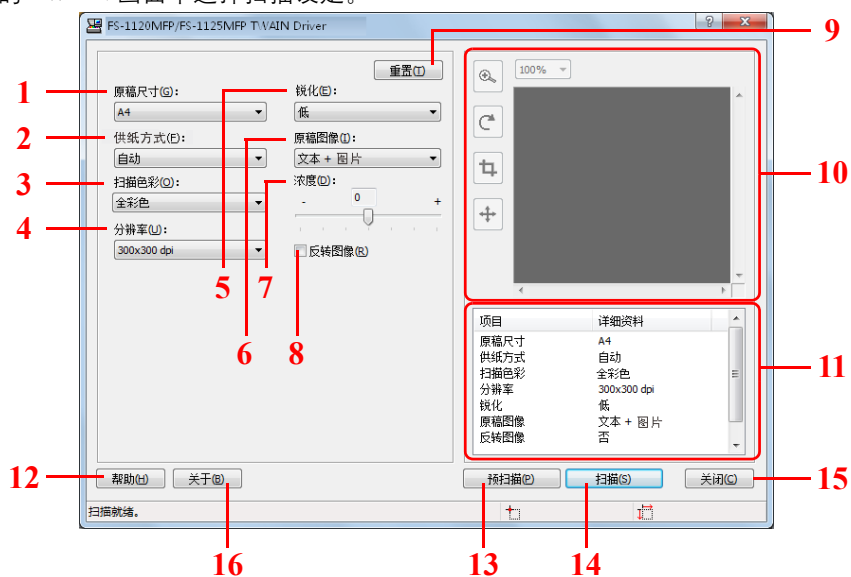 FS-1120MFP/FS-1125MFP TWAIN Driver
9
重置(T)
100%
1
原稿尺寸(G):
锐化(E):
A4
低
2
供纸方式(F):
原稿图像(I):
自动
文本 + 图片
3
扫描色彩(O):
浓度(D):
10
全彩色
- 0 +
4
分辨率(U):
300x300 dpi
反转图像(R)
5
7
6
8
项目 详细资料
原稿尺寸 A4
供纸方式 自动
扫描色彩 全彩色
11
分辨率 300x300 dpi
锐化 低
原稿图像 文本 + 图片
反转图像 否
12
帮助(H)
关于(B)
预扫描(P)
扫描(S)
关闭(C)
15
扫描就绪。
16
13
14